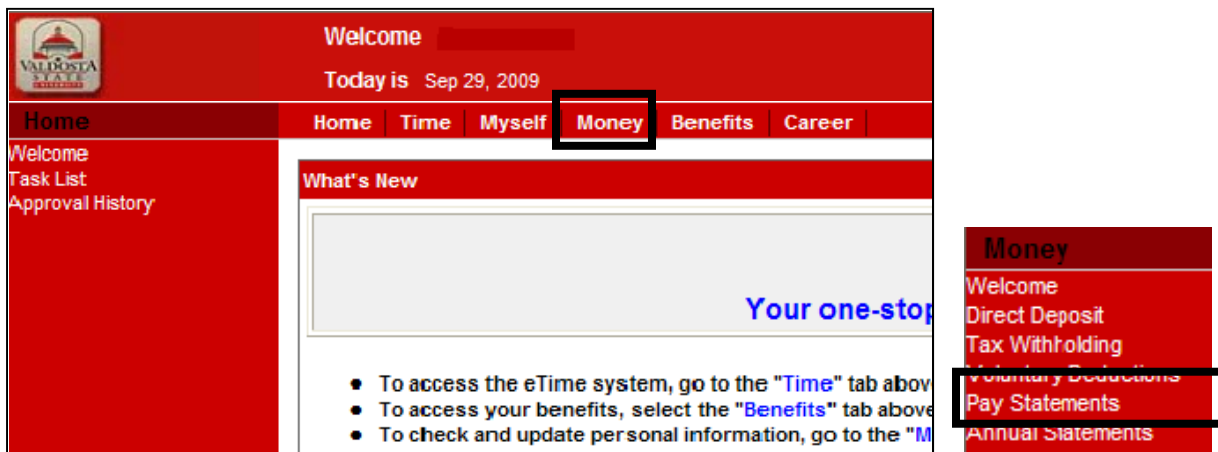 VALDOSTA
STATE
Welcome
Today is Sep 29, 2009
Home
Home Time Myself Money Benefits Career
Welcome
Task List
Approval History
What's New
Your one-stop
• To access the eTime system, go to the "Time" tab abov
• To access your benefits, select the "Benefits" tab above
• To check and update personal information, go to the "M
Money
Welcome
Direct Deposit
Tax Withholding
Voluntary Deductions
Pay Statements
Annual Statements